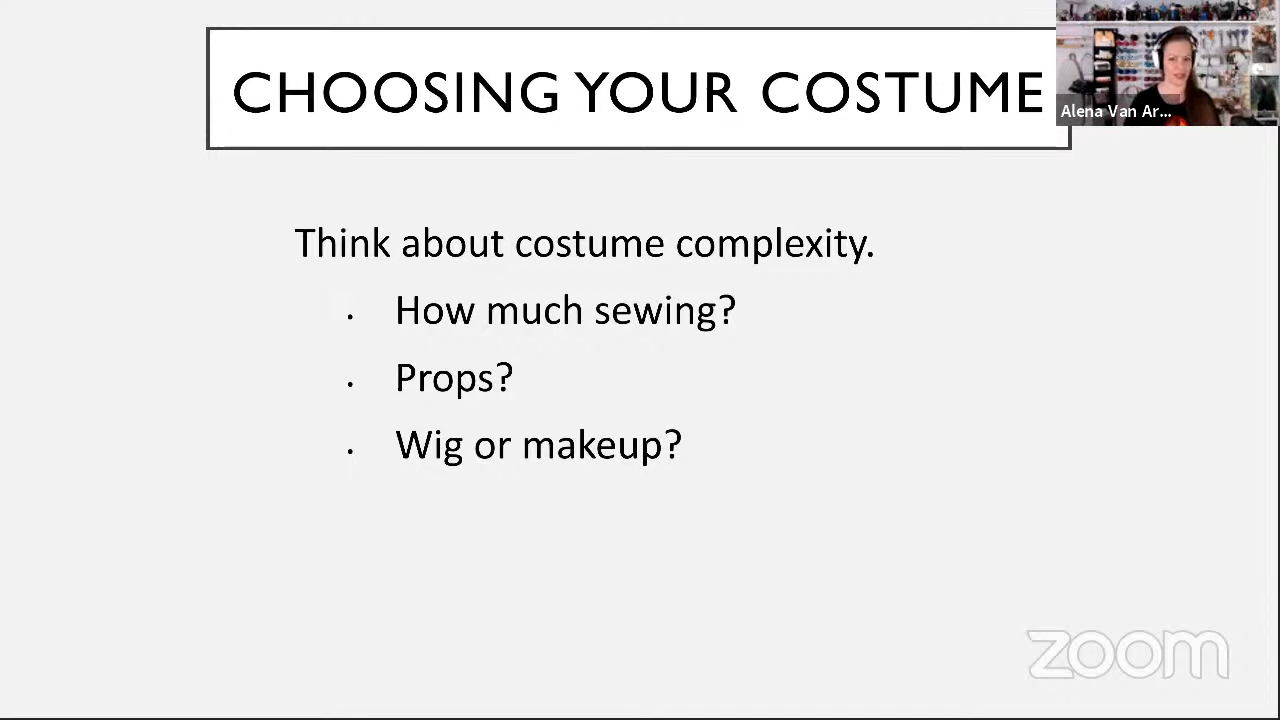 CHOOSING YOUR COSTUME
Alena Van Ar...
Think about costume complexity.
• How much sewing?
• Props?
• Wig or makeup?
zoom